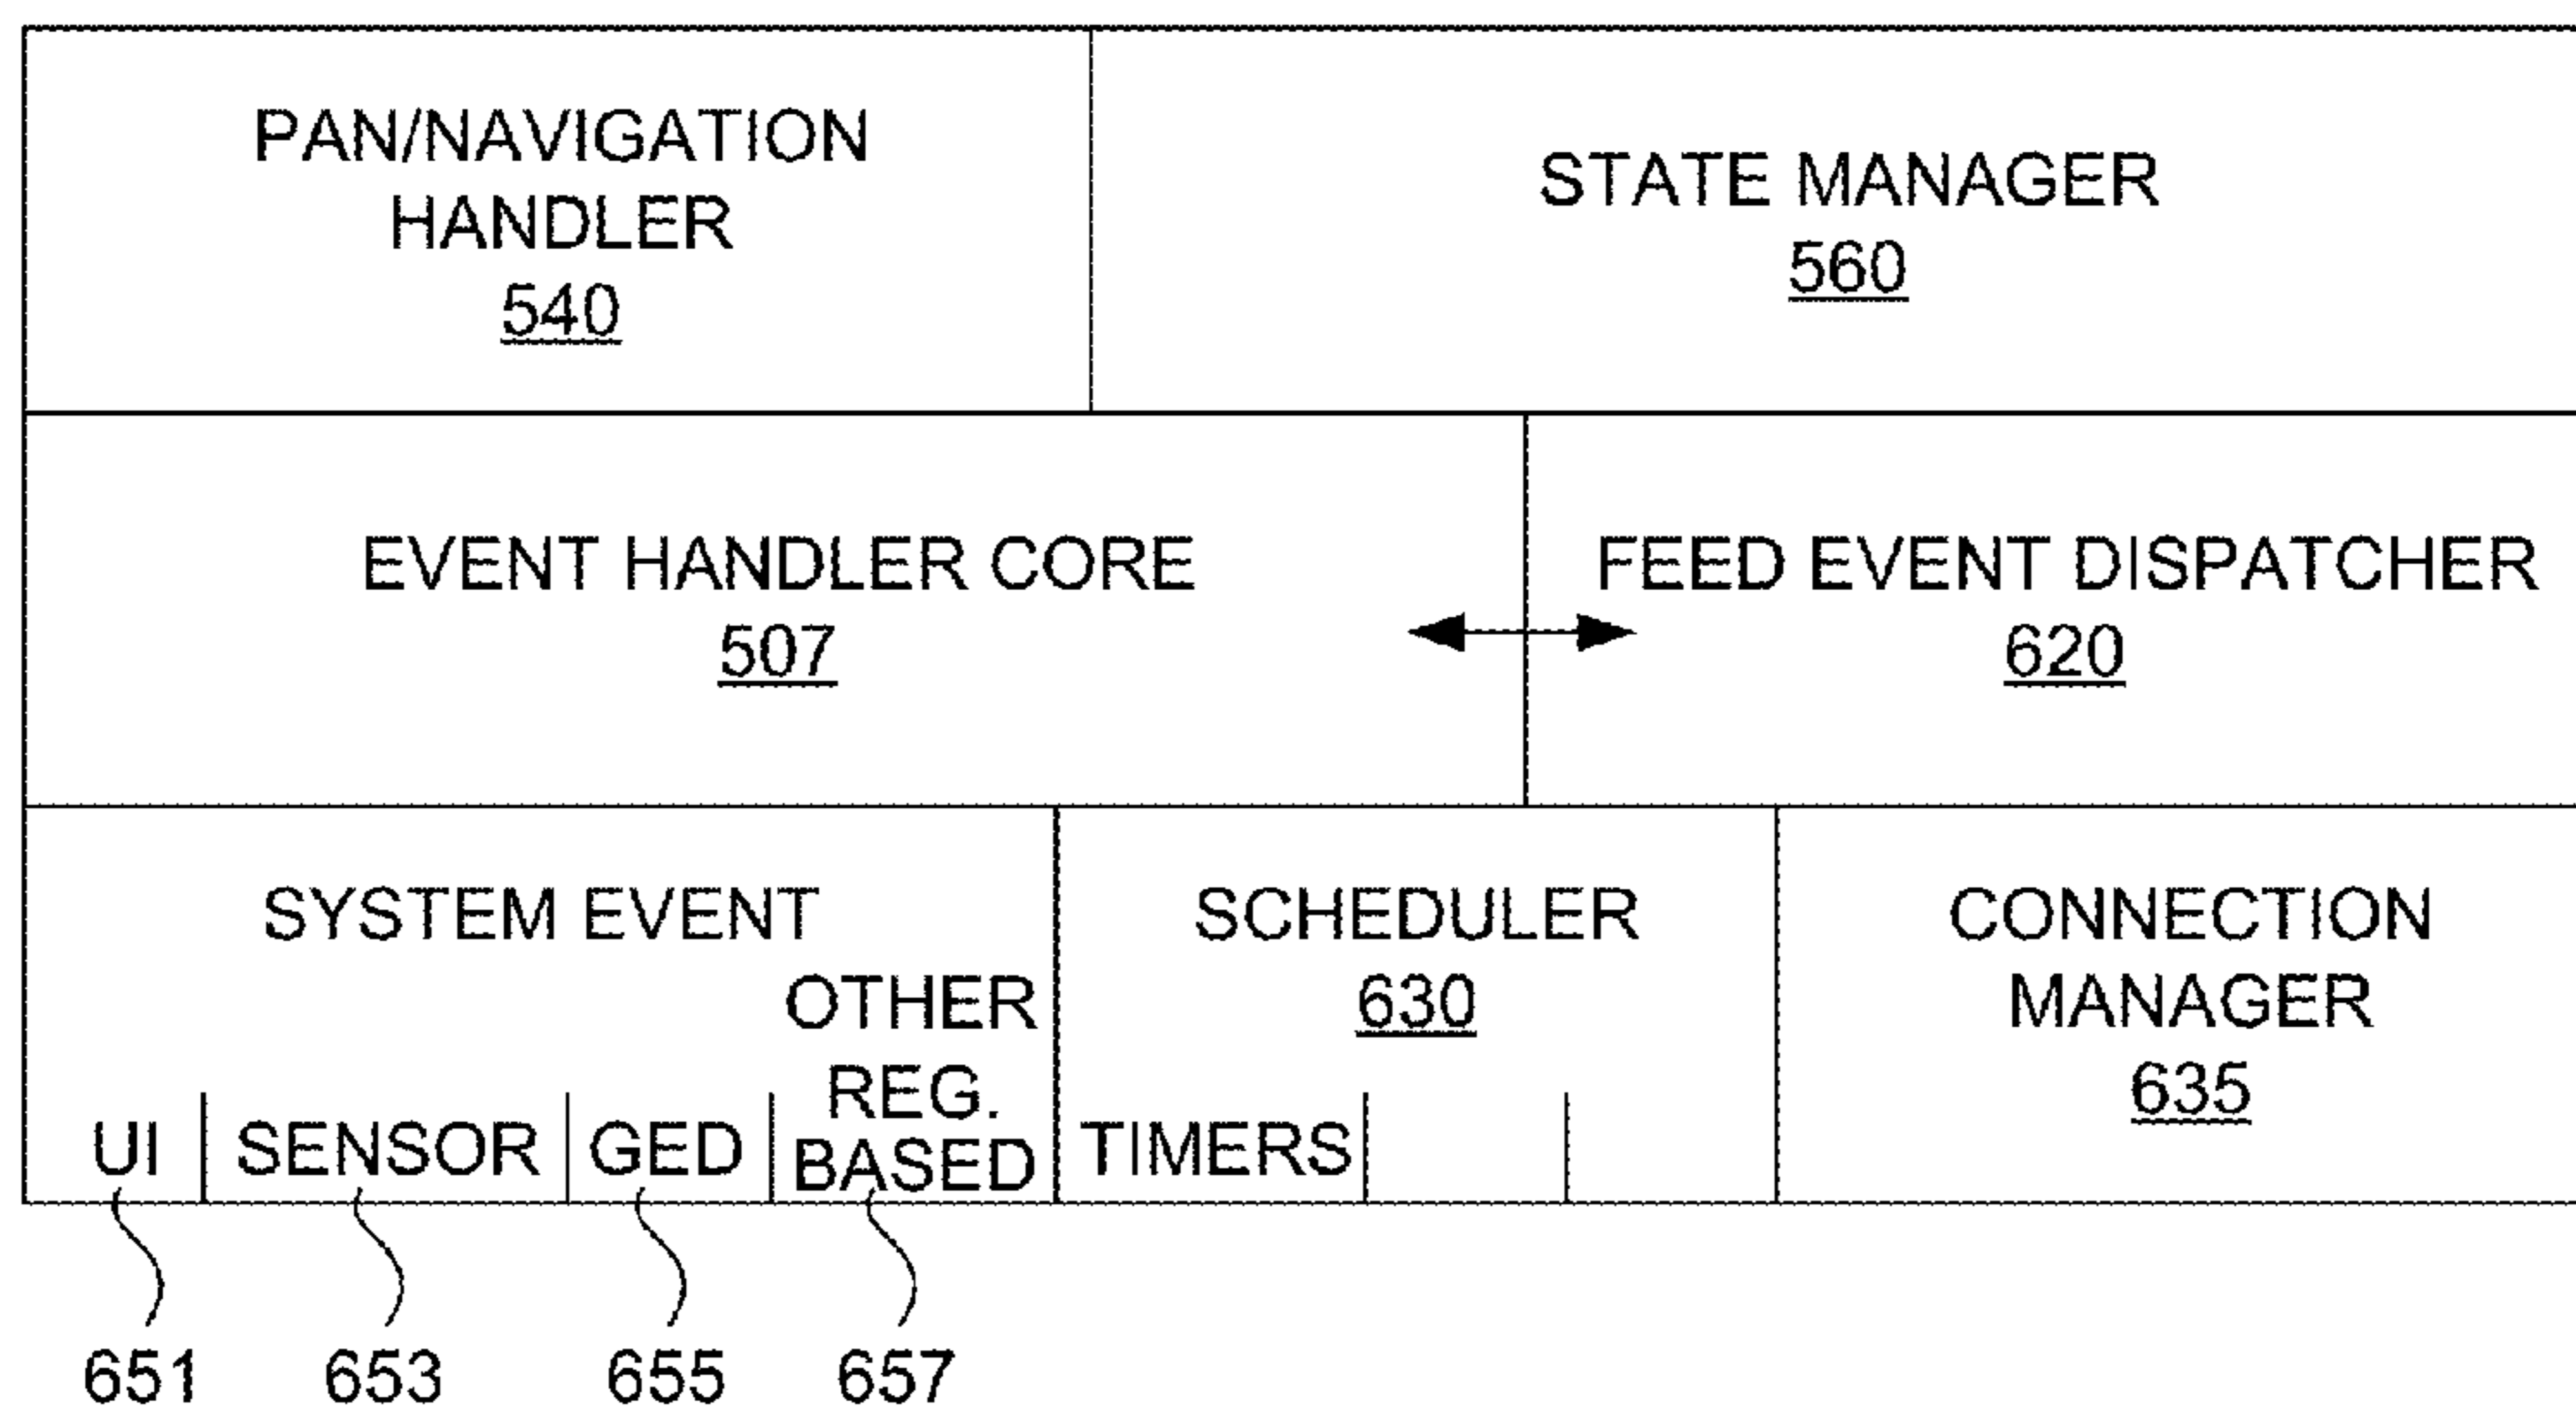 PAN/NAVIGATION
HANDLER
540
STATE MANAGER
560
EVENT HANDLER CORE
507
FEED EVENT DISPATCHER
620
SYSTEM EVENT
UI
SENSOR
GED
OTHER
REG.
BASED
SCHEDULER
630
TIMERS
CONNECTION
MANAGER
635
651
653
655
657